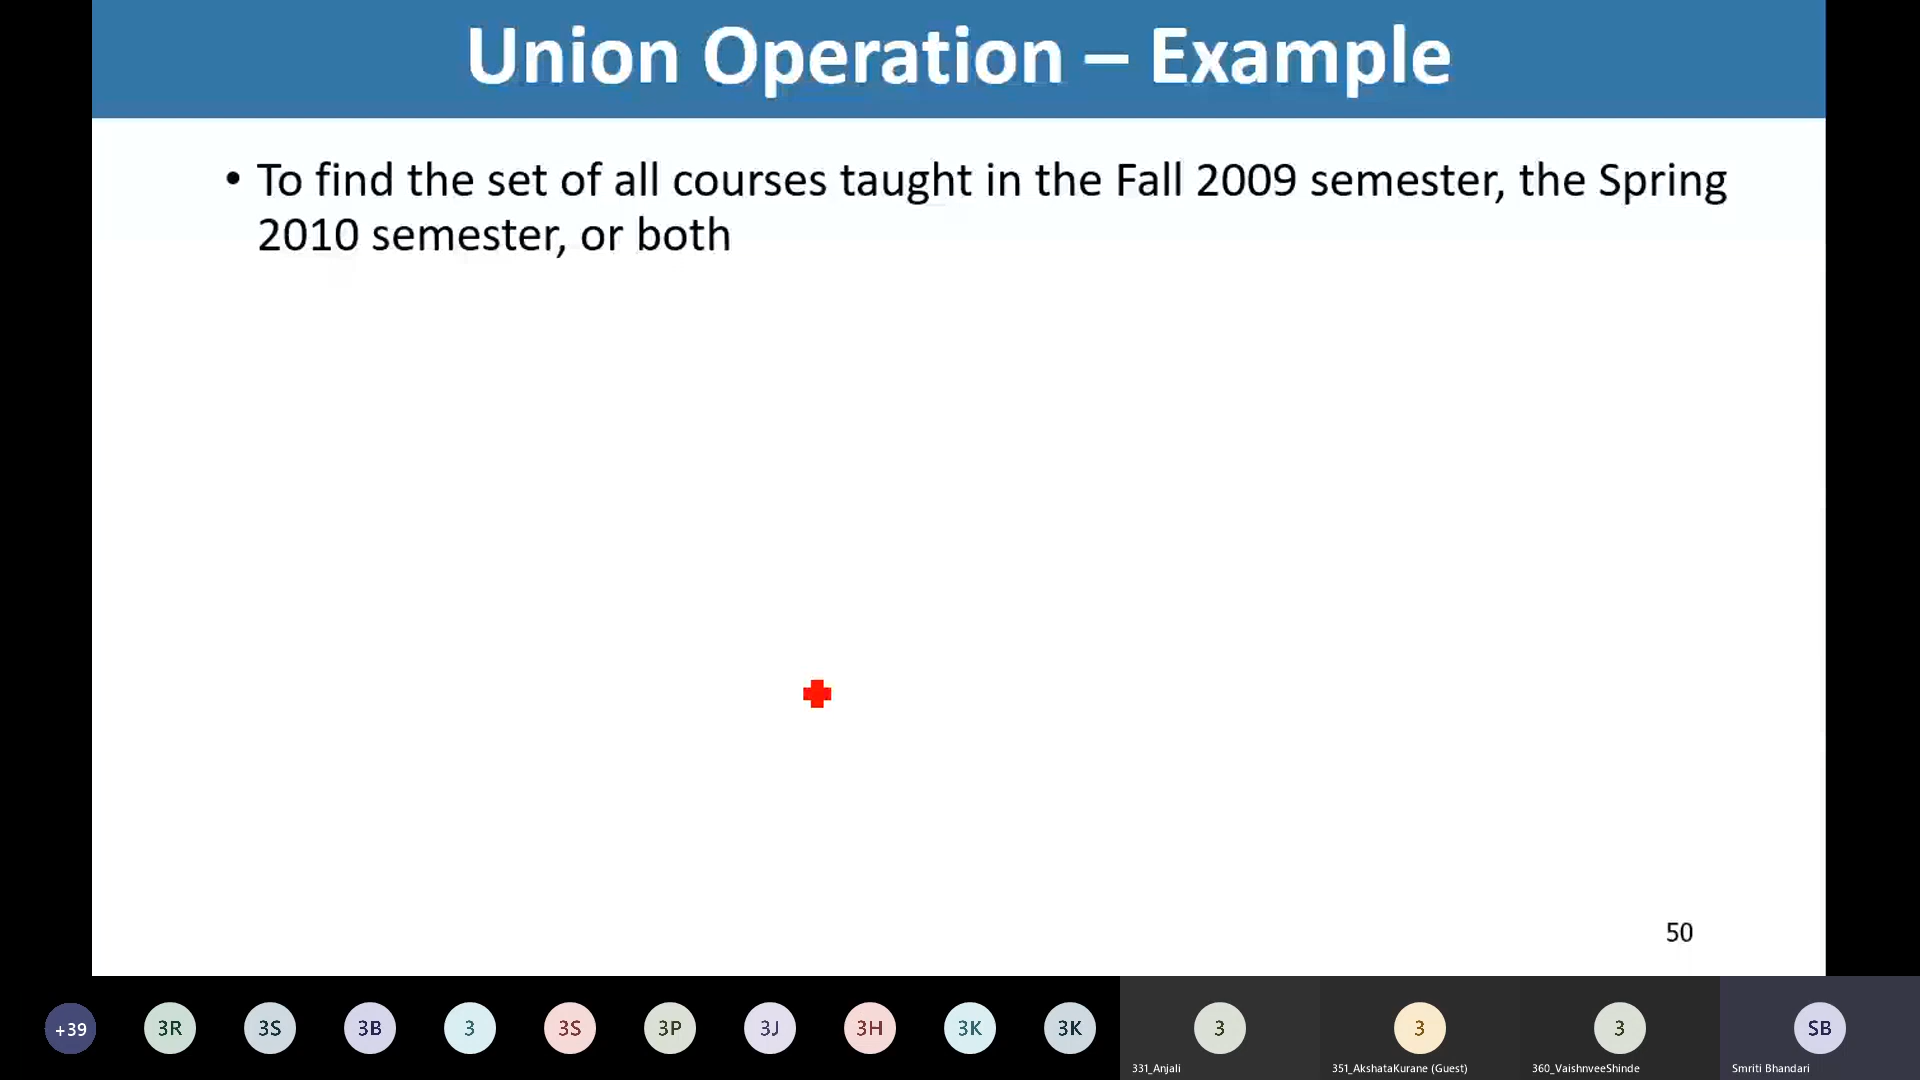 Union Operation – Example
• To find the set of all courses taught in the Fall 2009 semester, the Spring
2010 semester, or both
50
+39
3R
3S
3B
3
3S
3P
3J
3H
3K
3K
3
3
3
SB
331_Anjali
351_AkshataKurane (Guest)
360_VaishnveeShinde
Smriti Bhandari